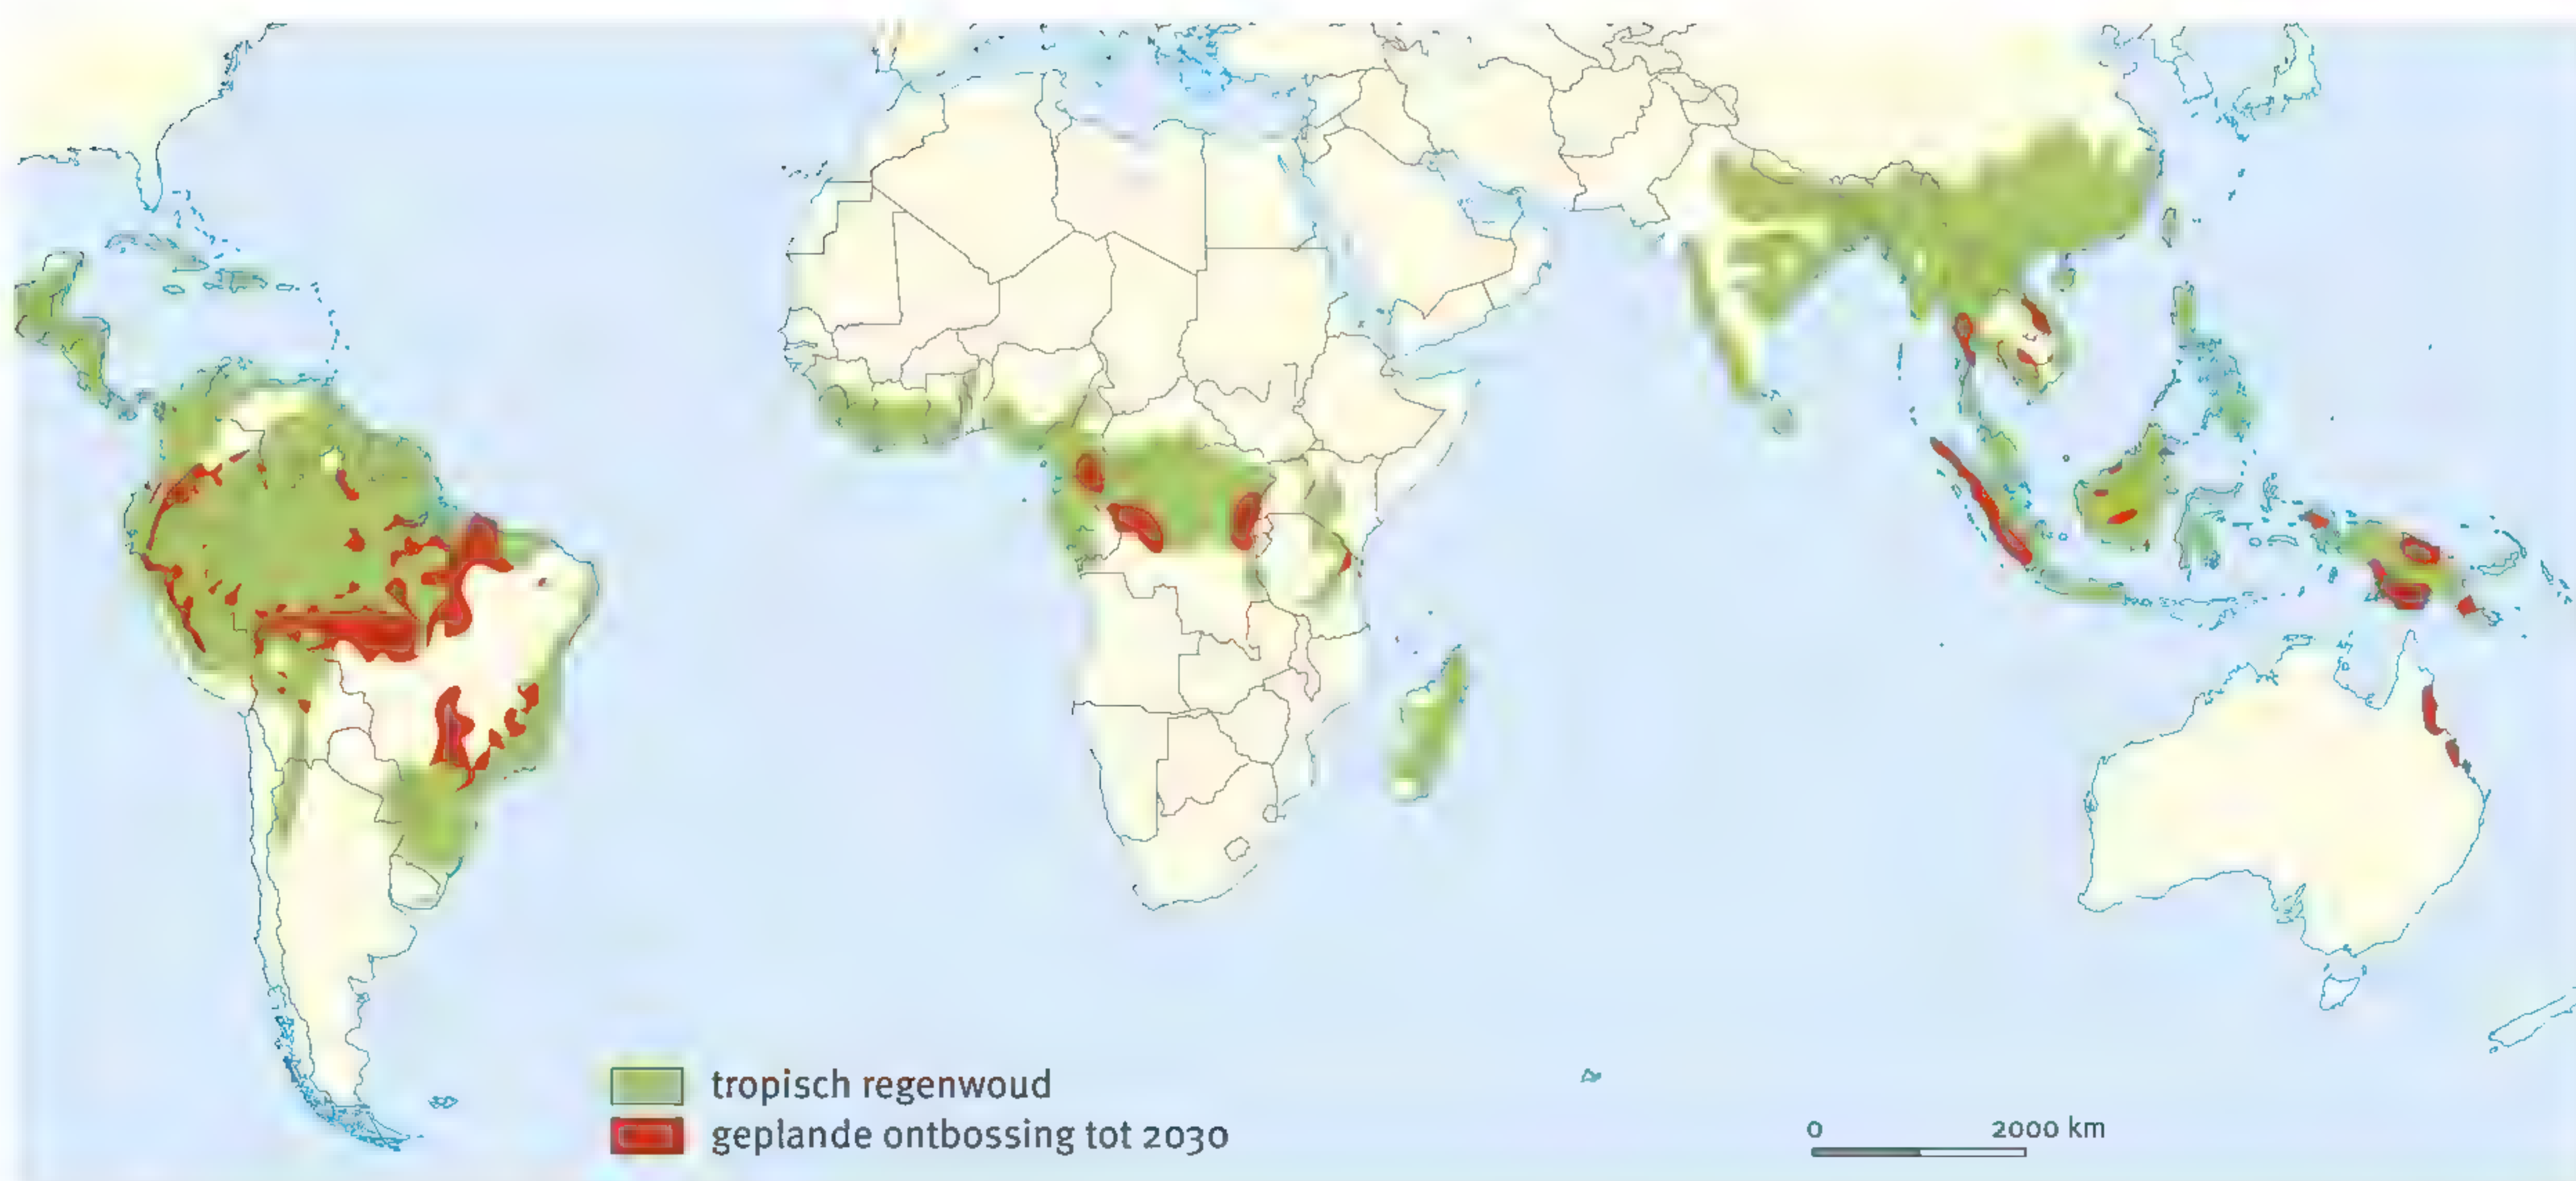 tropisch regenwoud
geplande ontbossing tot 2030
0 2000 km